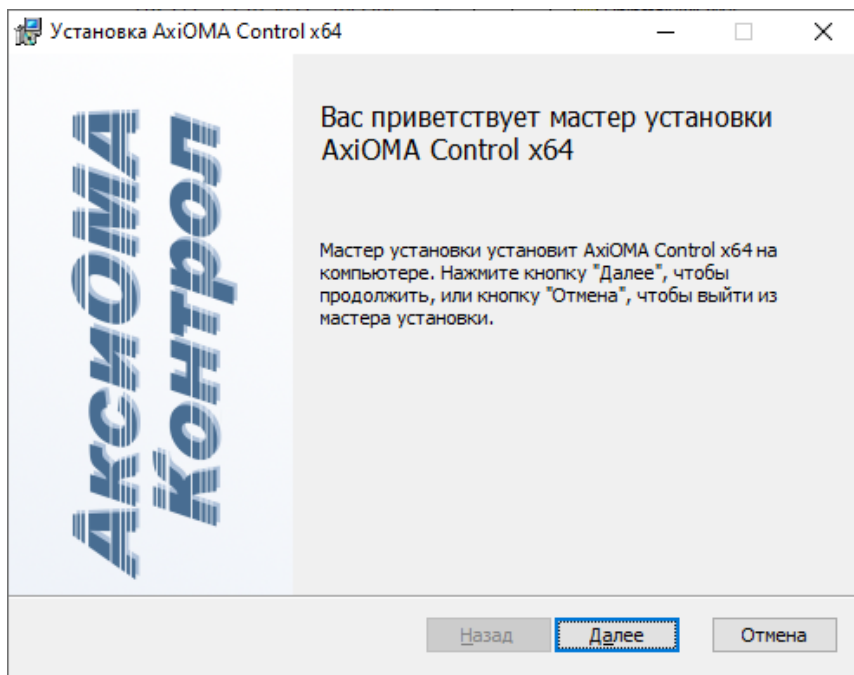 Установка AxiOMA Control x64
АксиОМА
Контрол
Вас приветствует мастер установки
AxiOMA Control x64
Мастер установки установит AxiOMA Control x64 на
компьютере. Нажмите кнопку "Далее", чтобы
продолжить, или кнопку "Отмена", чтобы выйти из
мастера установки.
Назад
Далее
Отмена